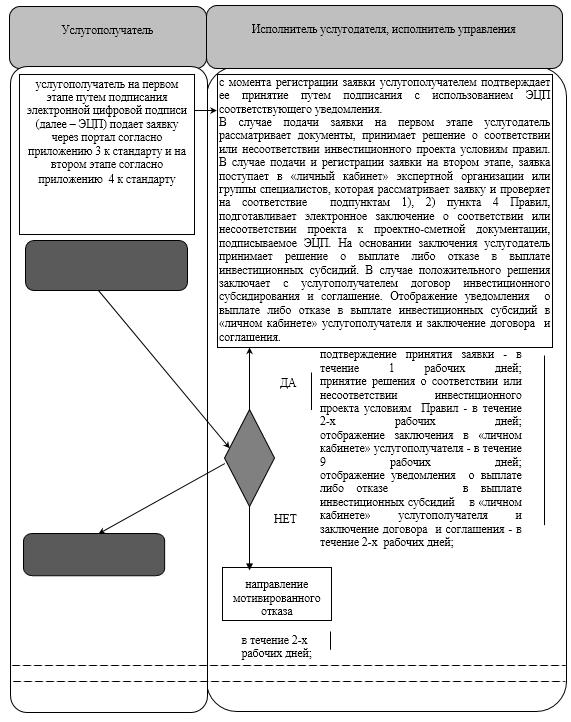 Услугополучатель
Исполнитель услугодателя, исполнитель управления
услугополучатель на первом
этапе путем подписания
электронной цифровой подписи
(далее – ЭЦП) подает заявку
через портал согласно
приложению 3 к стандарту и на
втором этапе согласно
приложению 4 к стандарту
с момента регистрации заявки услугополучателем подтверждает
ее принятие путем подписания с использованием ЭЦП
соответствующего уведомления.
В случае подачи заявки на первом этапе услугодатель
рассматривает документы, принимает решение о соответствии
или несоответствии инвестиционного проекта условиям правил.
В случае подачи и регистрации заявки на втором этапе, заявка
поступает в «личный кабинет» экспертной организации или
группы специалистов, которая рассматривает заявку и проверяет
на соответствие подпунктам 1), 2) пункта 4 Правил,
подготавливает электронное заключение о соответствии или
несоответствии проекта к проектно-сметной документации,
подписываемое ЭЦП. На основании заключения услугодатель
принимает решение о выплате либо отказе в выплате
инвестиционных субсидий. В случае положительного решения
заключает с услугополучателем договор инвестиционного
субсидирования и соглашение. Отображение уведомления о
выплате либо отказе в выплате инвестиционных субсидий в
«личном кабинете» услугополучателя и заключение договора и
соглашения.
ДА
подтверждение принятия заявки - в
течение 1 рабочих дней;
принятие решения о соответствии или
несоответствии инвестиционного
проекта условиям Правил - в течение
2-х рабочих дней;
отображение заключения в «личном
кабинете» услугополучателя - в течение
9 рабочих дней;
отображение уведомления о выплате
либо отказе в выплате
инвестиционных субсидий в «личном
кабинете» услугополучателя и
заключение договора и соглашения - в
течение 2-х рабочих дней;
НЕТ
направление
мотивированного
отказа
в течение 2-х
рабочих дней;